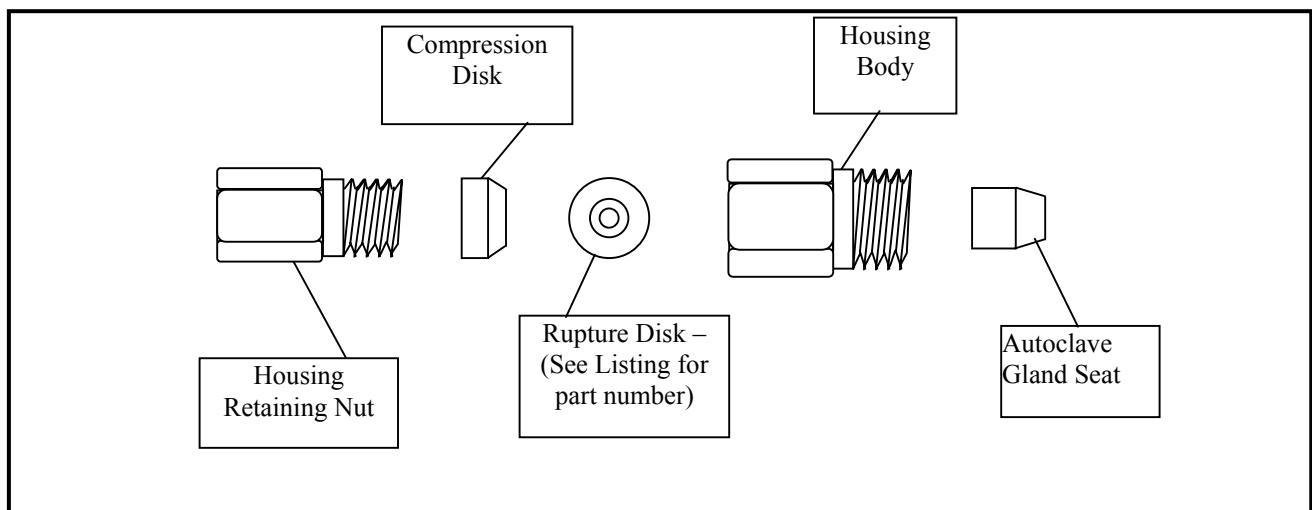 Compression
Disk
Housing
Body
Housing
Retaining Nut
Rupture Disk –
(See Listing for
part number)
Autoclave
Gland Seat